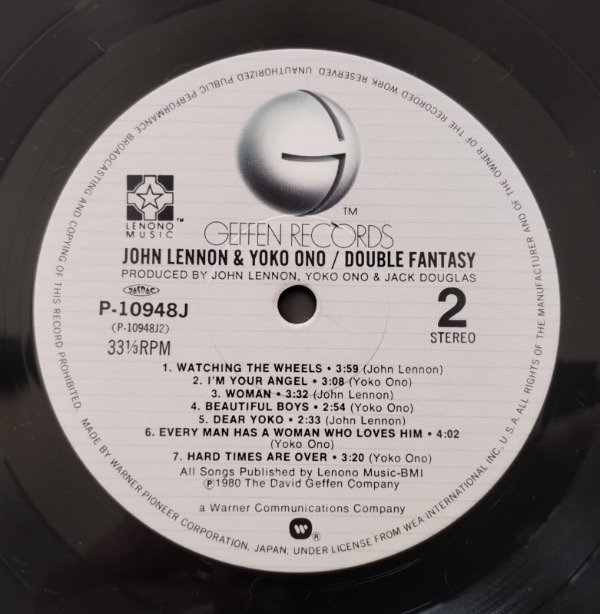 UNAUTHORIZED PUBLIC PERFORMANCE BROADCASTING AND COPYING OF THIS RECORD PROHIBITED.
ALL RIGHTS OF THE MANUFACTURER AND OF THE OWNER OF THE RECORDED WORK RESERVED.
G
TM
LENONO
MUSIC
TM
GEFFEN RECORDS
JOHN LENNON & YOKO ONO / DOUBLE FANTASY
PRODUCED BY JOHN LENNON, YOKO ONO & JACK DOUGLAS
JASRAC
P-10948J
(P-10948J2)
33⅓RPM
2
STEREO
1. WATCHING THE WHEELS • 3:59 (John Lennon)
2. I'M YOUR ANGEL • 3:08 (Yoko Ono)
3. WOMAN • 3:32 (John Lennon)
4. BEAUTIFUL BOYS • 2:54 (Yoko Ono)
5. DEAR YOKO • 2:33 (John Lennon)
6. EVERY MAN HAS A WOMAN WHO LOVES HIM • 4:02
(Yoko Ono)
7. HARD TIMES ARE OVER • 3:20 (Yoko Ono)
All Songs Published by Lenono Music-BMI
℗1980 The David Geffen Company
a Warner Communications Company
W®
MADE BY WARNER PIONEER CORPORATION, JAPAN, UNDER LICENSE FROM WEA INTERNATIONAL INC., U.S.A.